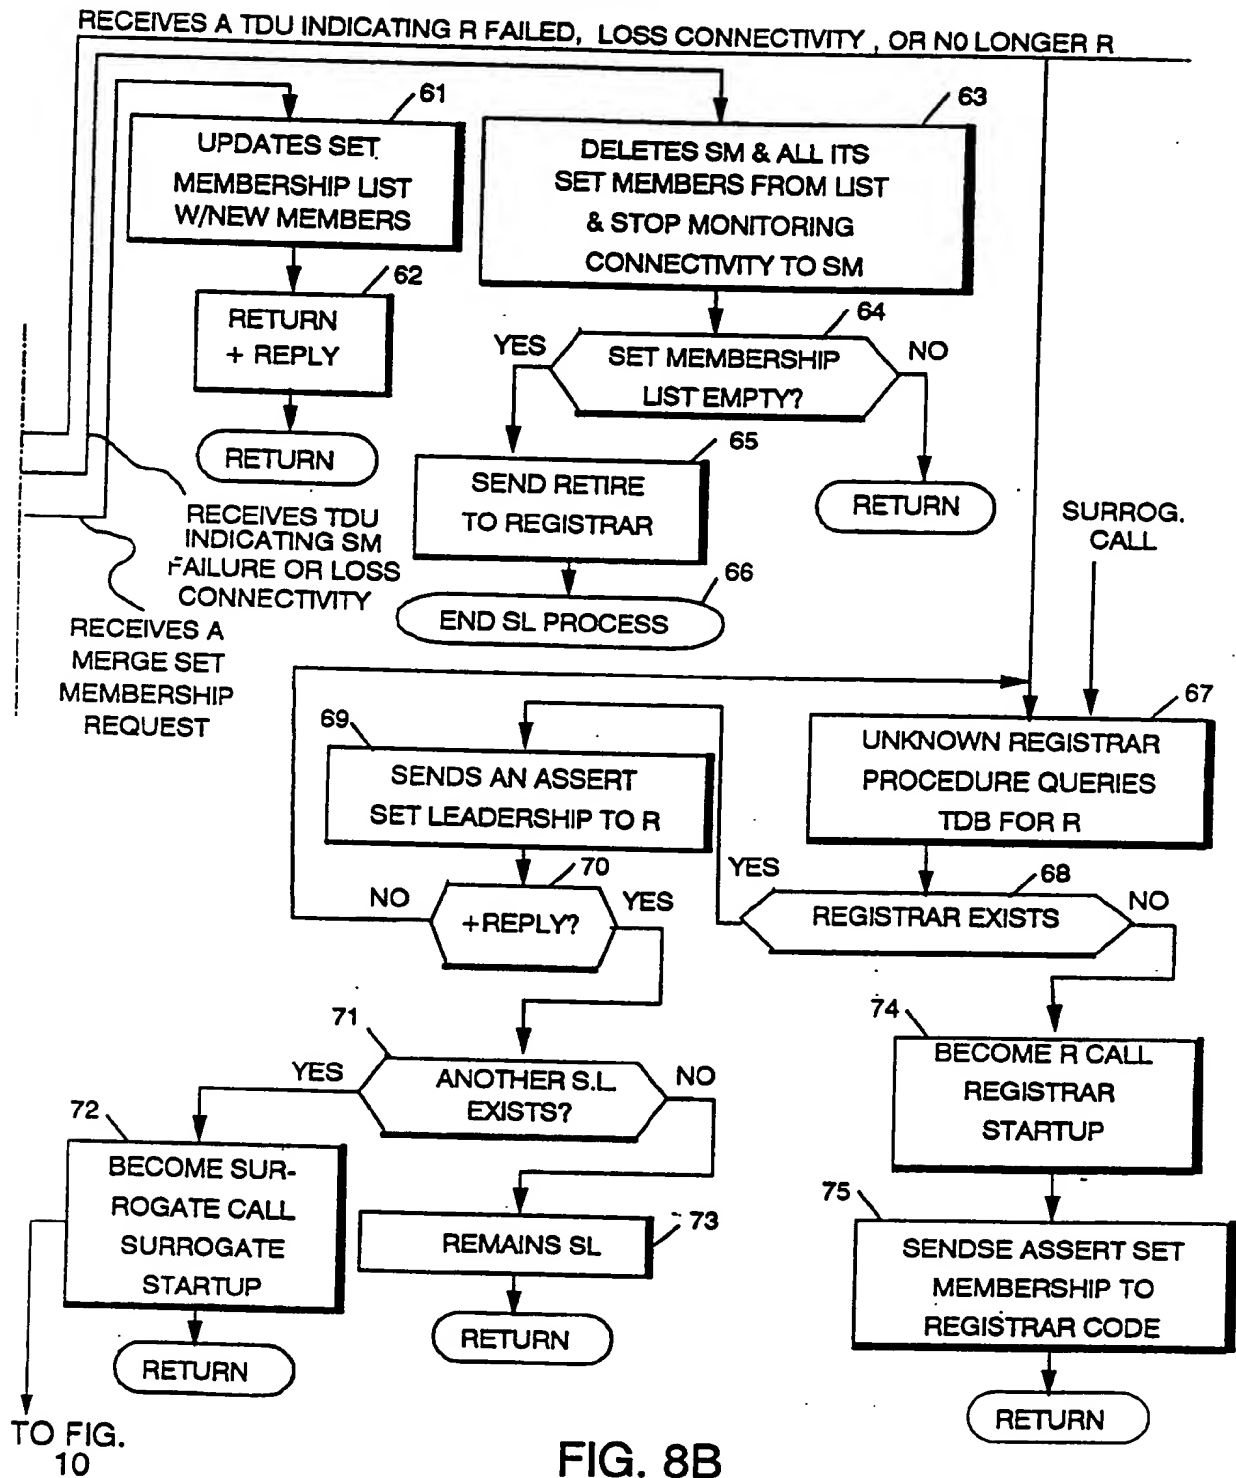 RECEIVES A TDU INDICATING R FAILED, LOSS CONNECTIVITY, OR NO LONGER R
61
UPDATES SET
MEMBERSHIP LIST
W/NEW MEMBERS
62
RETURN
+ REPLY
RETURN
63
DELETES SM & ALL ITS
SET MEMBERS FROM LIST
& STOP MONITORING
CONNECTIVITY TO SM
64
YES
SET MEMBERSHIP
LIST EMPTY?
NO
65
SEND RETIRE
TO REGISTRAR
RETURN
66
END SL PROCESS
RECEIVES TDU
INDICATING SM
FAILURE OR LOSS
CONNECTIVITY
RECEIVES A
MERGE SET
MEMBERSHIP
REQUEST
SURROG.
CALL
67
UNKNOWN REGISTRAR
PROCEDURE QUERIES
TDB FOR R
69
SENDS AN ASSERT
SET LEADERSHIP TO R
YES
68
REGISTRAR EXISTS
NO
70
NO
+REPLY?
YES
71
YES
ANOTHER S.L.
EXISTS?
NO
72
BECOME SUR-
ROGATE CALL
SURROGATE
STARTUP
RETURN
73
REMAINS SL
RETURN
74
BECOME R CALL
REGISTRAR
STARTUP
75
SENDSE ASSERT SET
MEMBERSHIP TO
REGISTRAR CODE
RETURN
TO FIG.
10
FIG. 8B